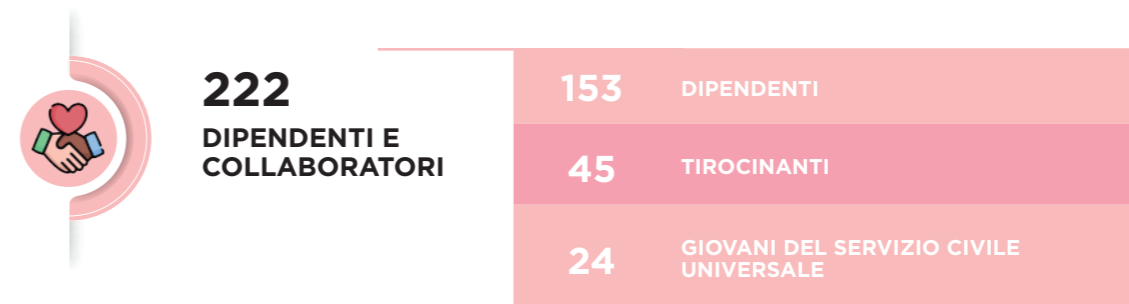 222
DIPENDENTI E
COLLABORATORI
153 DIPENDENTI
45 TIROCINANTI
24 GIOVANI DEL SERVIZIO CIVILE
UNIVERSALE